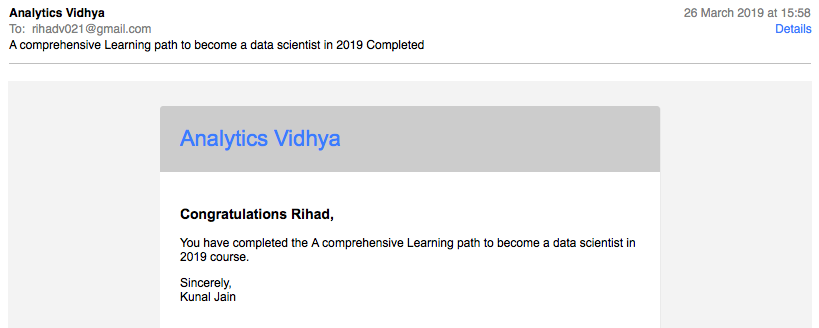 Analytics Vidhya
26 March 2019 at 15:58
To: rihadv021@gmail.com
Details
A comprehensive Learning path to become a data scientist in 2019 Completed
Analytics Vidhya
Congratulations Rihad,
You have completed the A comprehensive Learning path to become a data scientist in
2019 course.
Sincerely,
Kunal Jain